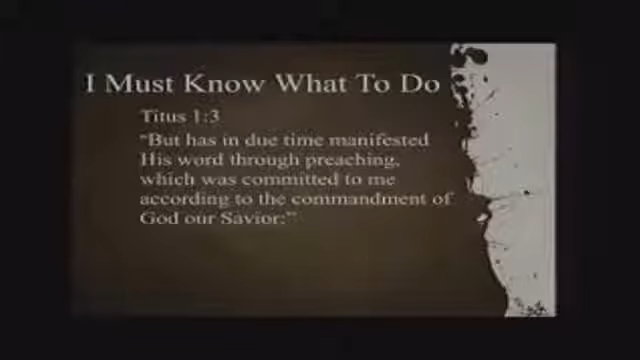 I Must Know What To Do
Titus 1:3
“But has in due time manifested
His word through preaching,
which was committed to me
according to the commandment of
God our Savior:”